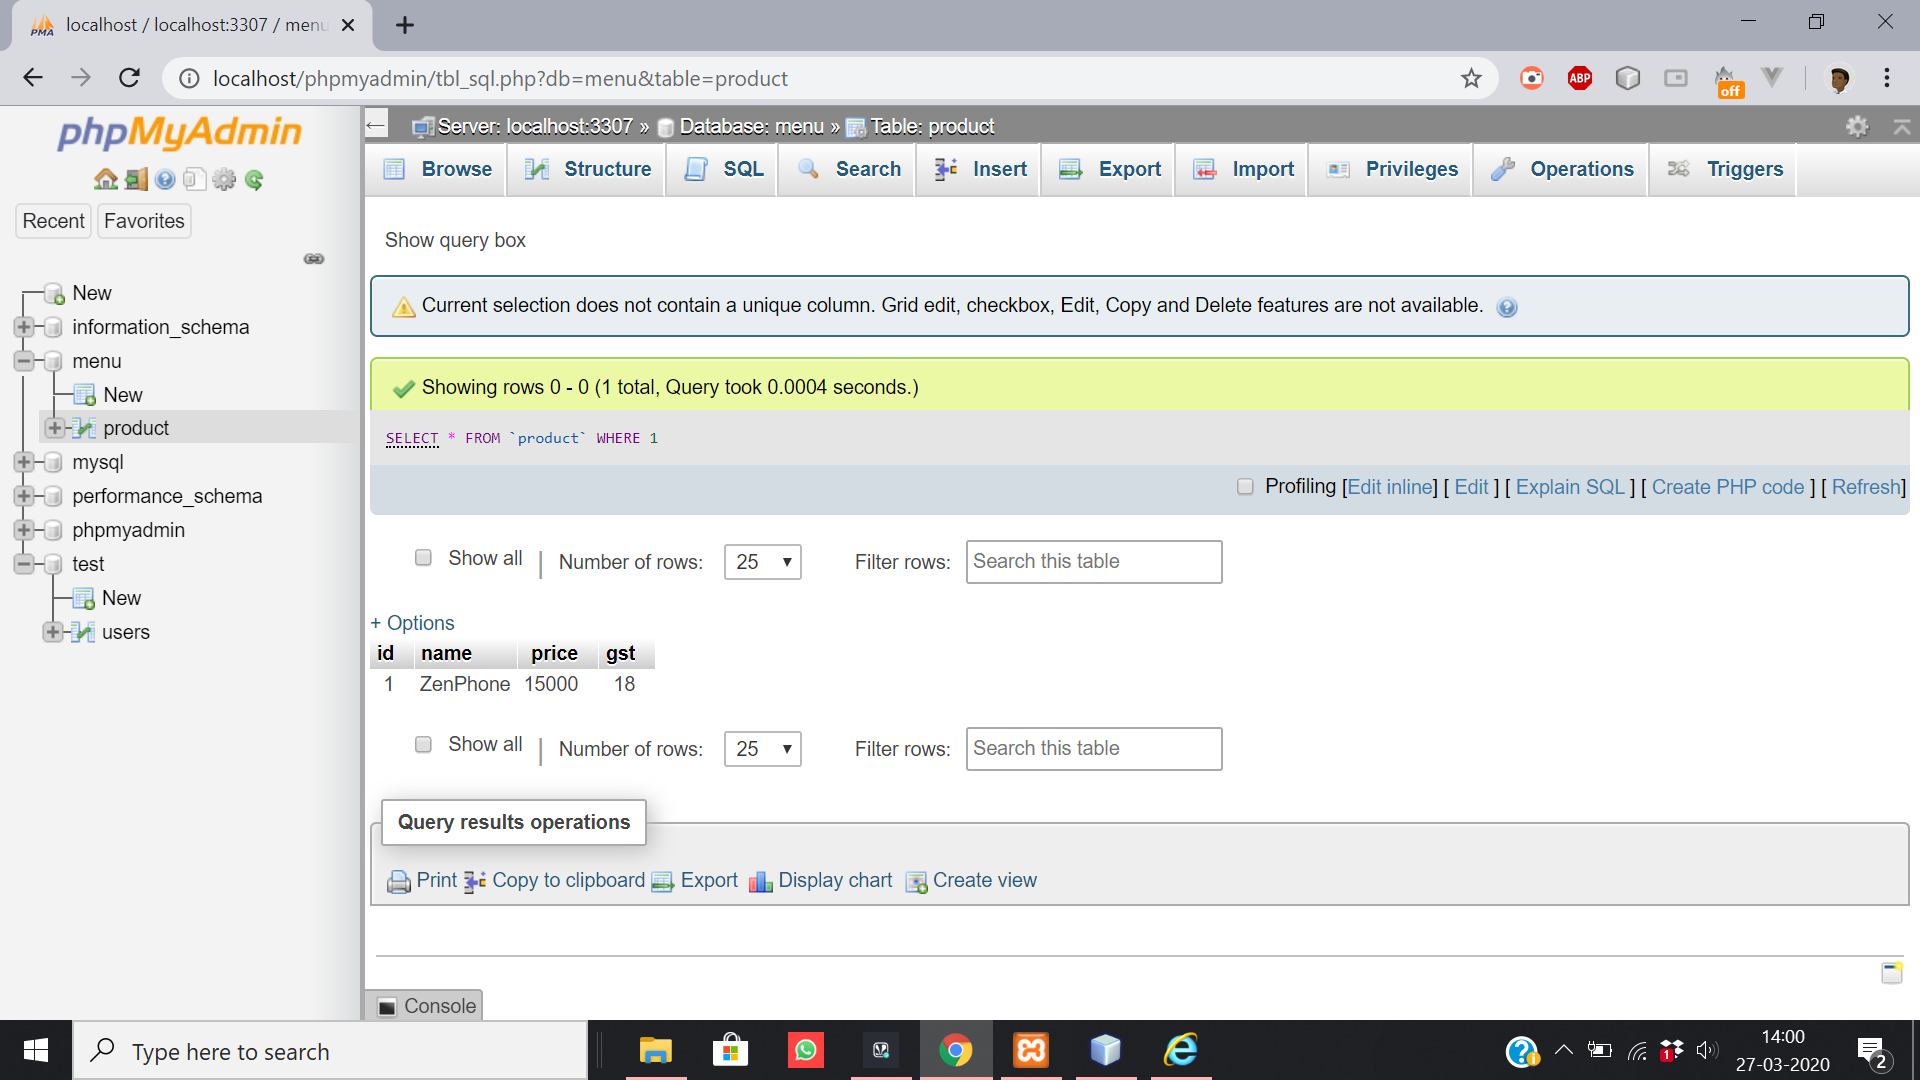 localhost / localhost:3307 / menu
localhost/phpmyadmin/tbl_sql.php?db=menu&table=product
ABP
off
phpMyAdmin
Recent
Favorites
New
information_schema
menu
New
product
mysql
performance_schema
phpmyadmin
test
New
users
Server: localhost:3307 » Database: menu » Table: product
Browse
Structure
SQL
Search
Insert
Export
Import
Privileges
Operations
Triggers
Show query box
Current selection does not contain a unique column. Grid edit, checkbox, Edit, Copy and Delete features are not available.
Showing rows 0 - 0 (1 total, Query took 0.0004 seconds.)
SELECT * FROM `product` WHERE 1
Profiling [Edit inline] [ Edit ] [ Explain SQL ] [ Create PHP code ] [ Refresh]
Show all | Number of rows: 25 Filter rows: Search this table
+ Options
id name price gst
1 ZenPhone 15000 18
Show all | Number of rows: 25 Filter rows: Search this table
Query results operations
Print Copy to clipboard Export Display chart Create view
Console
Type here to search
1
14:00
27-03-2020
2
PMA